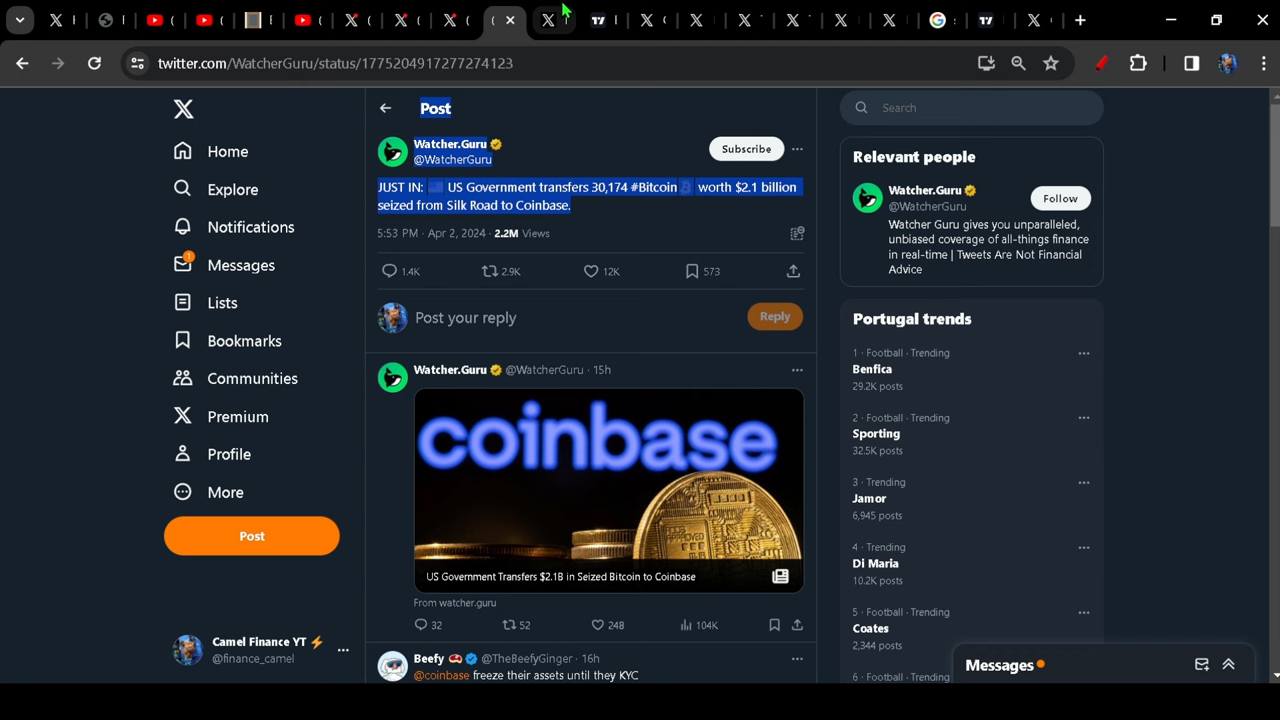 twitter.com/WatcherGuru/status/1775204917277274123
X
Home
Explore
Notifications
1
Messages
Lists
Bookmarks
Communities
Premium
Profile
More
Post
Camel Finance YT
@finance_camel
Post
Watcher.Guru
@WatcherGuru
Subscribe
JUST IN: US Government transfers 30,174 #Bitcoin worth $2.1 billion
seized from Silk Road to Coinbase.
5:53 PM · Apr 2, 2024 · 2.2M Views
1.4K 2.9K 12K 573
Post your reply
Reply
Watcher.Guru @WatcherGuru · 15h
coinbase
US Government Transfers $2.1B in Seized Bitcoin to Coinbase
From watcher.guru
32 52 248 104K
Beefy @TheBeefyGinger · 16h
@coinbase freeze their assets until they KYC
Search
Relevant people
Watcher.Guru
@WatcherGuru
Follow
Watcher Guru gives you unparalleled,
unbiased coverage of all-things finance
in real-time | Tweets Are Not Financial
Advice
Portugal trends
1 · Football · Trending
Benfica
29.2K posts
2 · Football · Trending
Sporting
32.5K posts
3 · Trending
Jamor
6,945 posts
4 · Trending
Di Maria
10.2K posts
5 · Football · Trending
Coates
2,344 posts
6 · Football · Trending
Messages